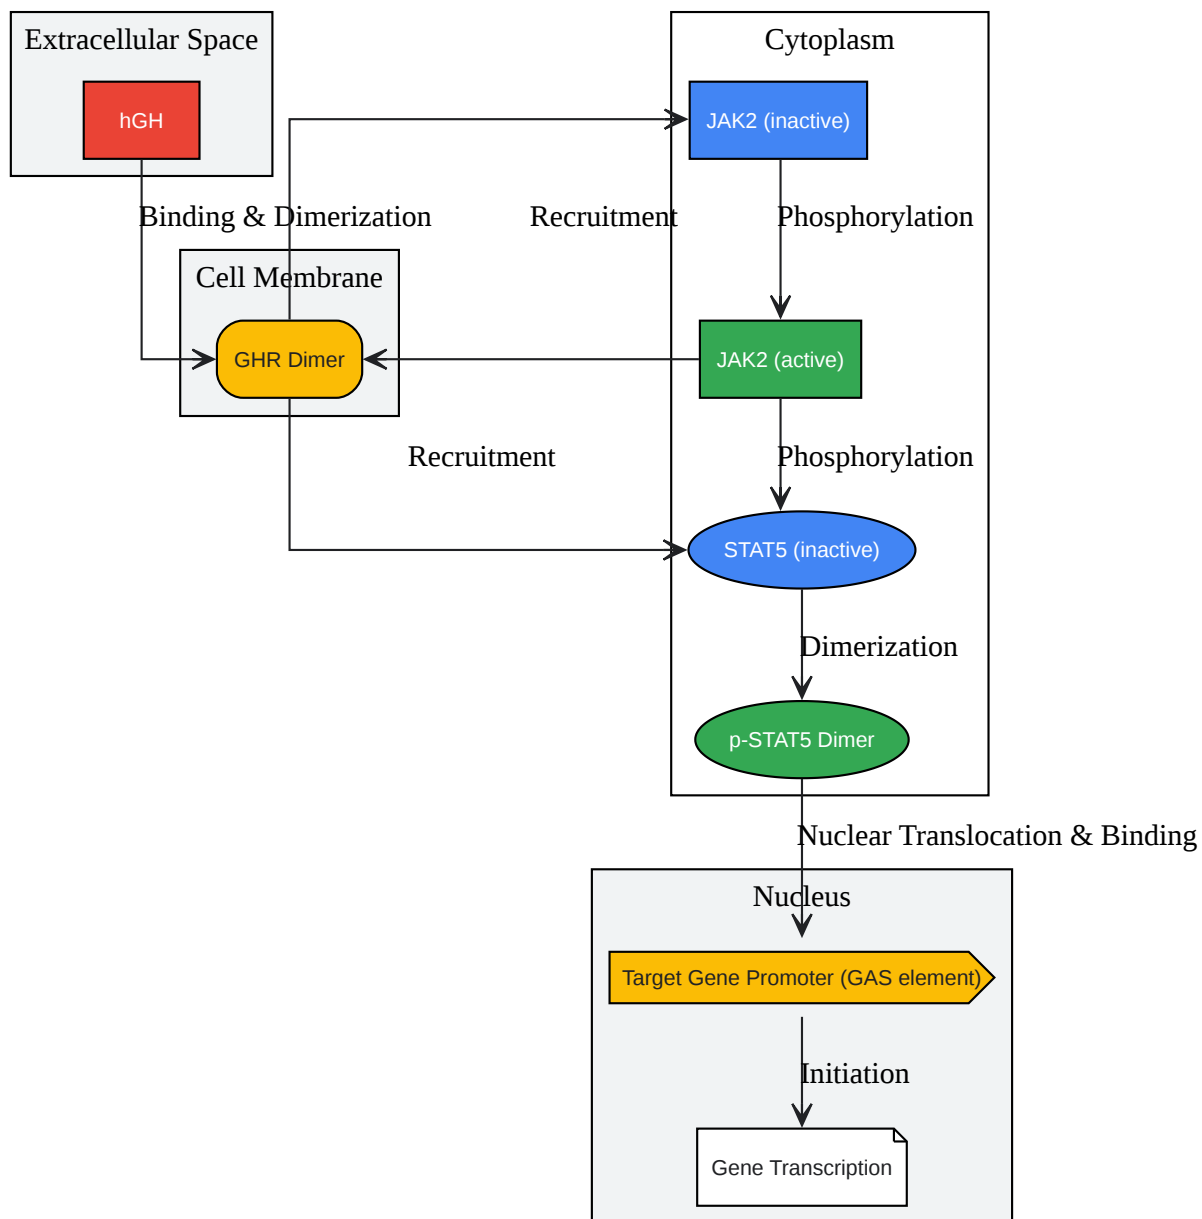 Extracellular Space
Cytoplasm
hGH
JAK2 (inactive)
Binding & Dimerization
Recruitment
Phosphorylation
Cell Membrane
GHR Dimer
JAK2 (active)
Recruitment
Phosphorylation
STAT5 (inactive)
Dimerization
p-STAT5 Dimer
Nuclear Translocation & Binding
Nucleus
Target Gene Promoter (GAS element)
Initiation
Gene Transcription